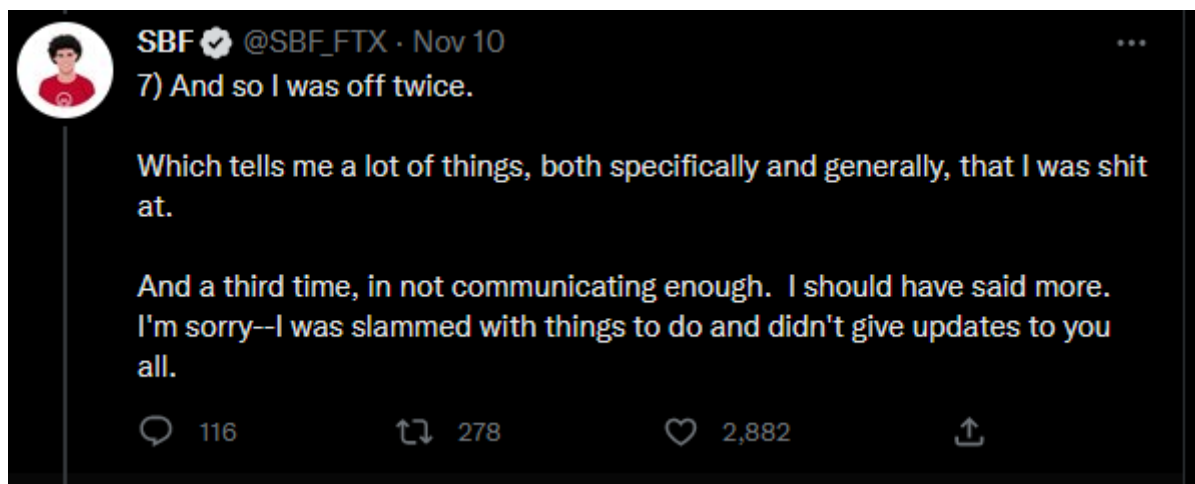 SBF @SBF_FTX · Nov 10
7) And so I was off twice.
Which tells me a lot of things, both specifically and generally, that I was shit
at.
And a third time, in not communicating enough.  I should have said more.
I'm sorry--I was slammed with things to do and didn't give updates to you
all.
116 278 2,882